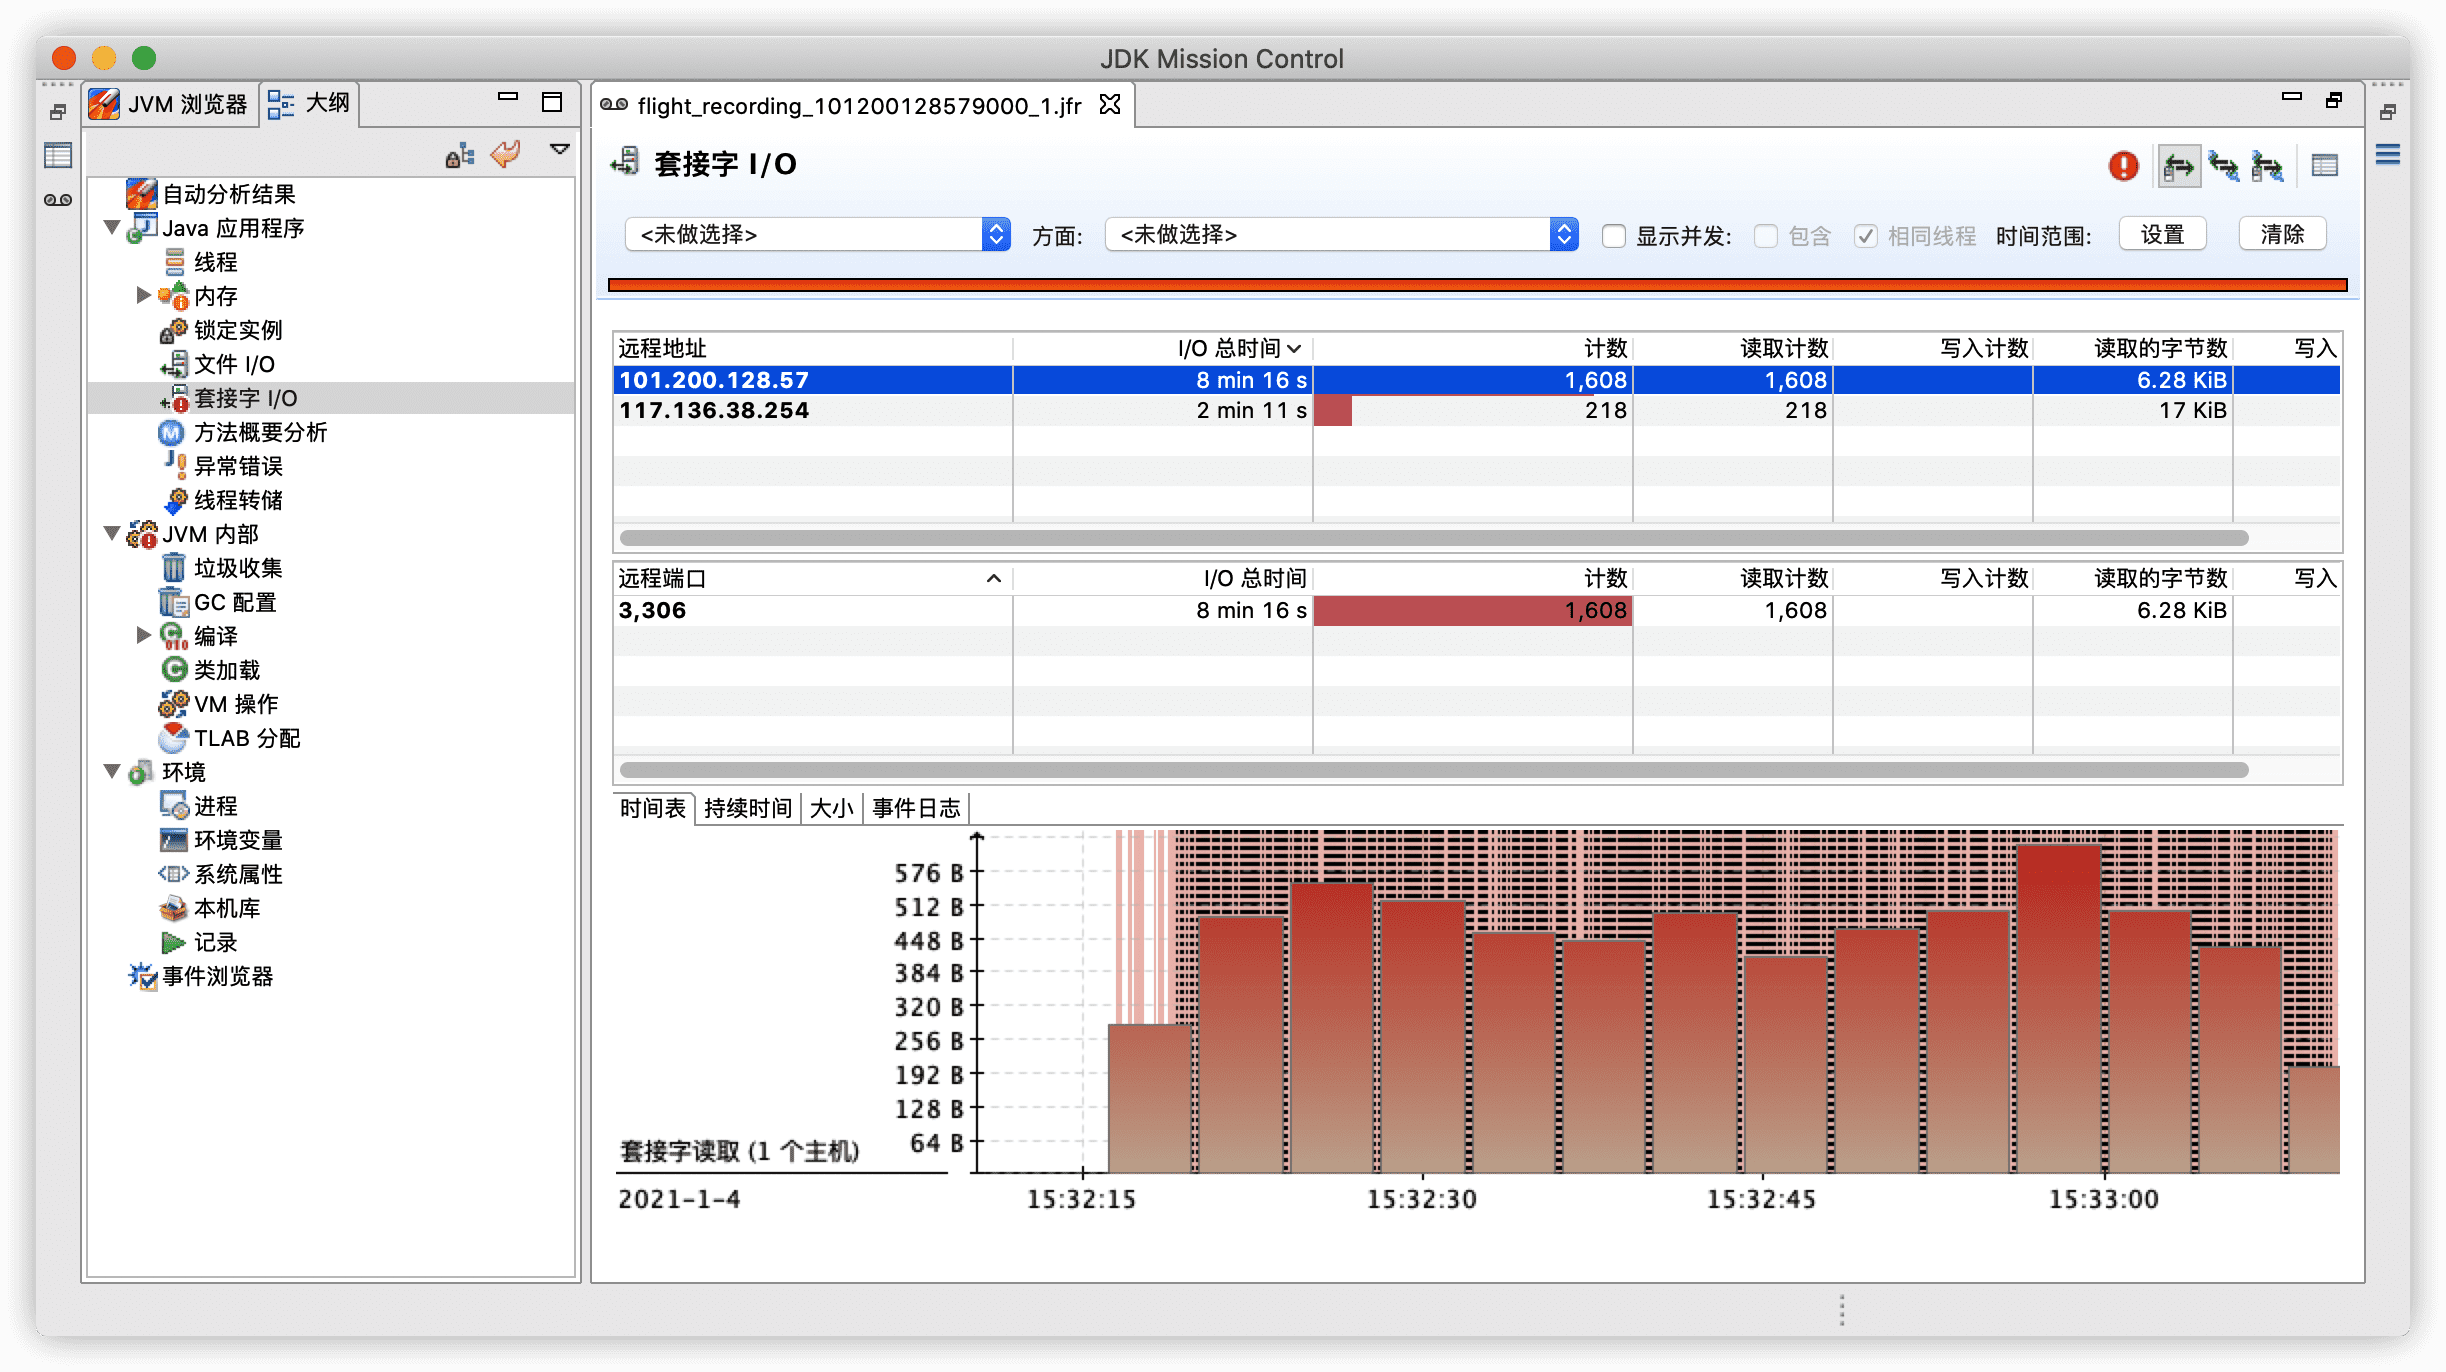 JDK Mission Control
JVM 浏览器
大纲
自动分析结果
Java 应用程序
线程
内存
锁定实例
文件 I/O
套接字 I/O
方法概要分析
异常错误
线程转储
JVM 内部
垃圾收集
GC 配置
编译
类加载
VM 操作
TLAB 分配
环境
进程
环境变量
系统属性
本机库
记录
事件浏览器
flight_recording_101200128579000_1.jfr
套接字 I/O
<未做选择> 方面: <未做选择> 显示并发: 包含 相同线程 时间范围: 设置 清除
远程地址 I/O 总时间 计数 读取计数 写入计数 读取的字节数 写入
101.200.128.57 8 min 16 s 1,608 1,608 6.28 KiB
117.136.38.254 2 min 11 s 218 218 17 KiB
远程端口 I/O 总时间 计数 读取计数 写入计数 读取的字节数 写入
3,306 8 min 16 s 1,608 1,608 6.28 KiB
时间表 持续时间 大小 事件日志
576 B
512 B
448 B
384 B
320 B
256 B
192 B
128 B
64 B
套接字读取 (1 个主机)
2021-1-4 15:32:15 15:32:30 15:32:45 15:33:00